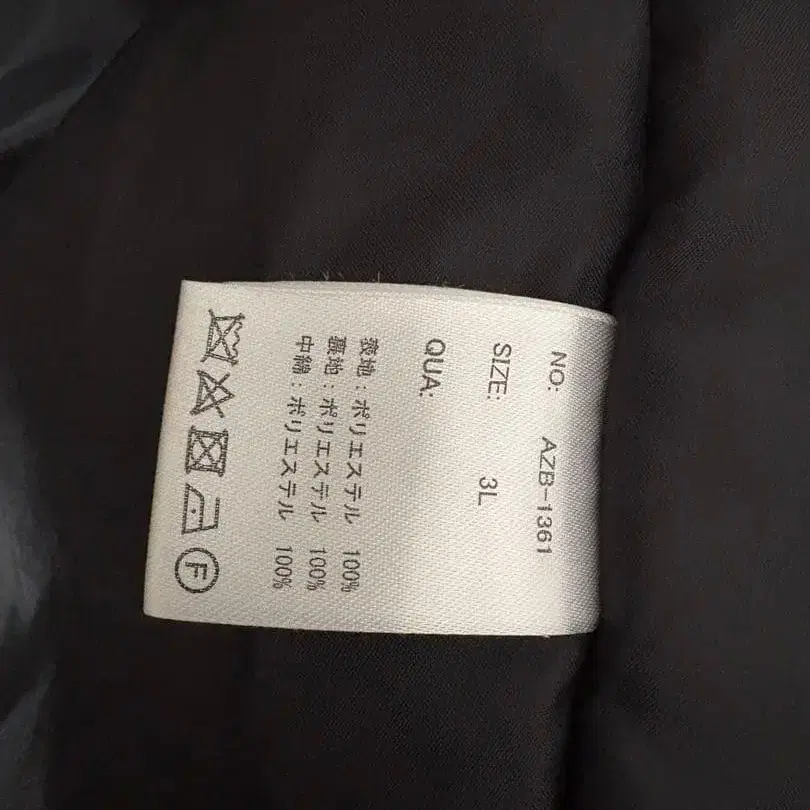 NO: AZB-1361
SIZE: 3L
QUA:
表地:ポリエステル 100%
裏地:ポリエステル 100%
中綿:ポリエステル 100%
F